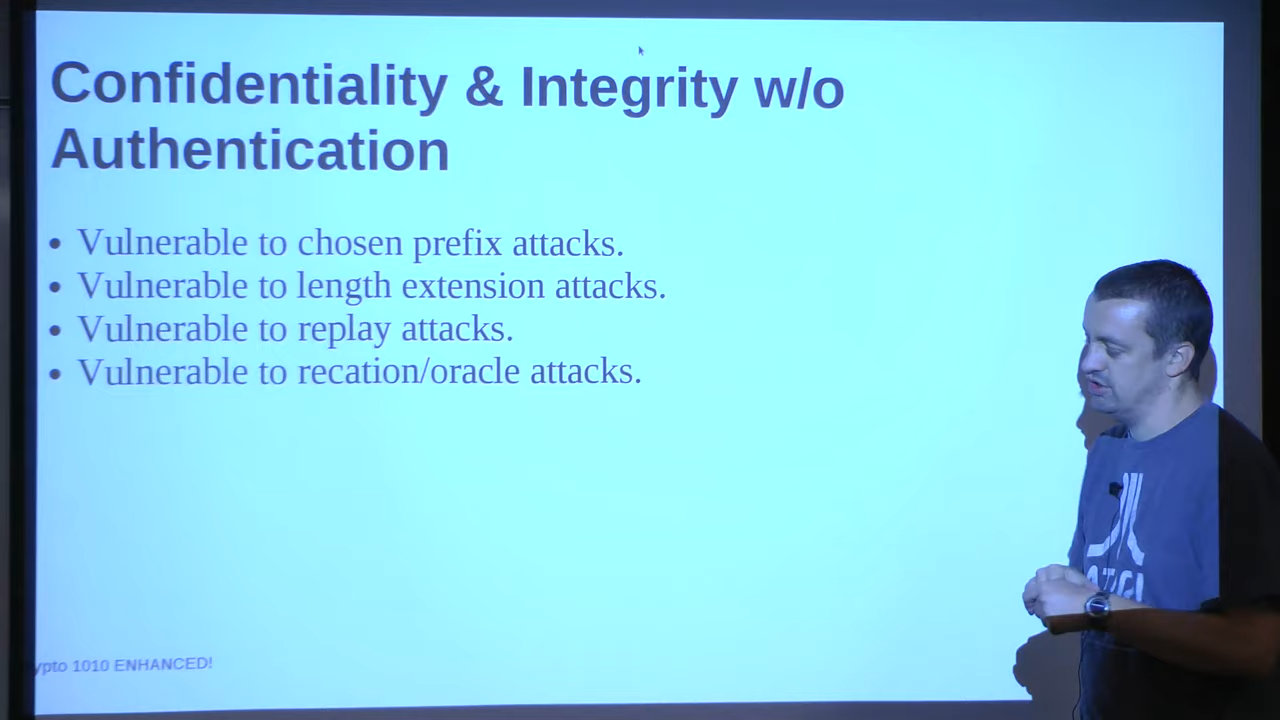 Confidentiality & Integrity w/o
Authentication
• Vulnerable to chosen prefix attacks.
• Vulnerable to length extension attacks.
• Vulnerable to replay attacks.
• Vulnerable to recation/oracle attacks.
ypto 1010 ENHANCED!
ATARI